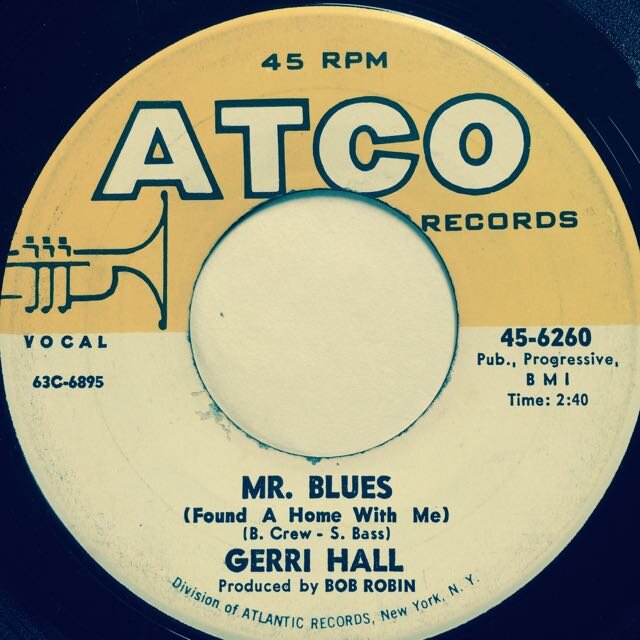 45 RPM
ATCO
RECORDS
VOCAL
63C-6895
45-6260
Pub., Progressive,
BMI
Time: 2:40
MR. BLUES
(Found A Home With Me)
(B. Crew - S. Bass)
GERRI HALL
Produced by BOB ROBIN
Division of ATLANTIC RECORDS, New York, N. Y.